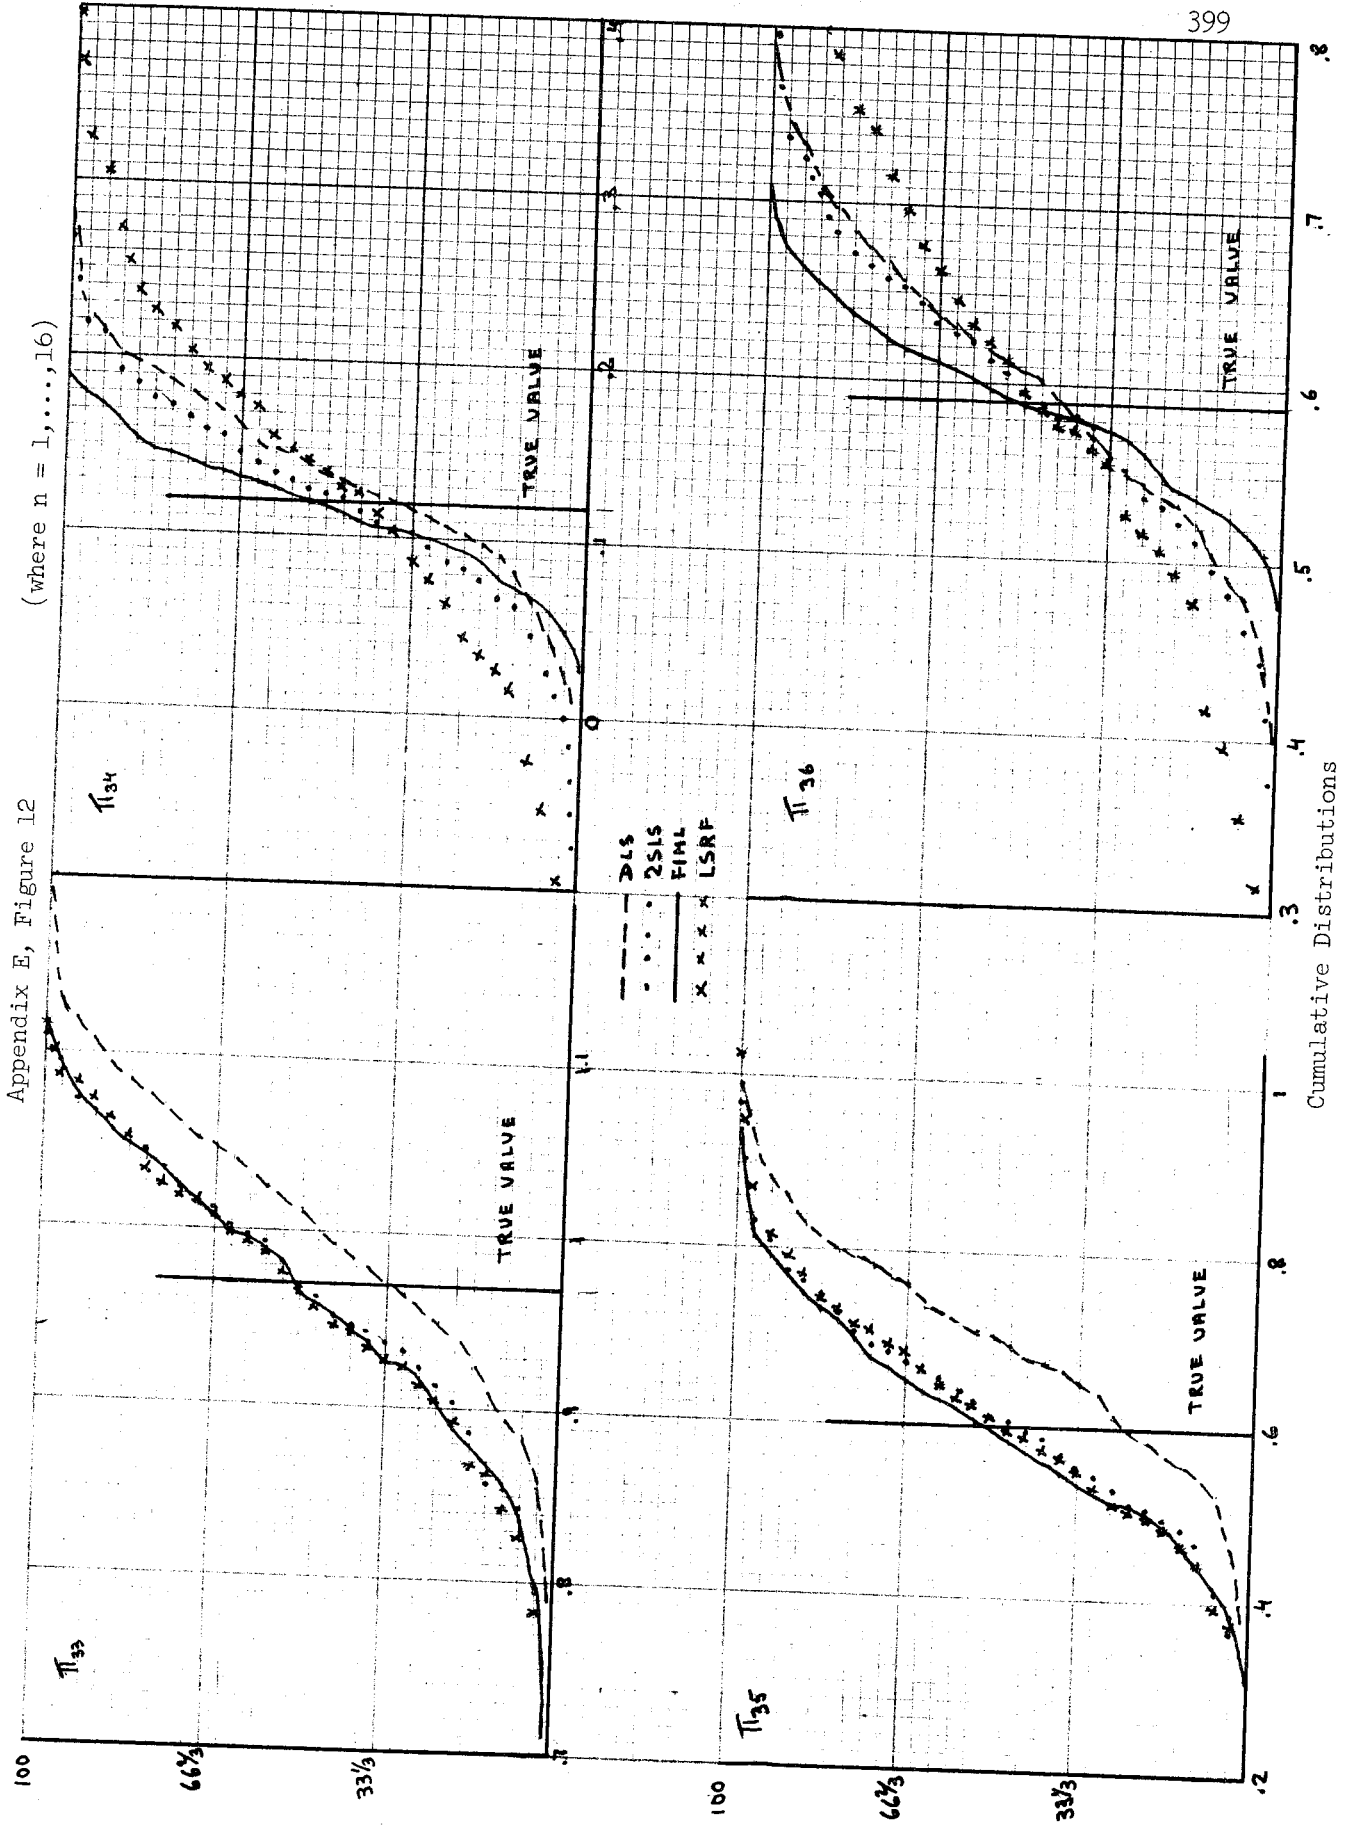 399
Appendix E, Figure 12 (where n = 1,...,16)
100
66⅔
33⅓
π33
TRUE VALUE
.7
.8
.9
1
1.1
π34
TRUE VALUE
0
.1
.2
.3
.4
DLS
2SLS
FIML
LSRF
100
66⅔
33⅓
π35
TRUE VALUE
.2
.4
.6
.8
1
π36
TRUE VALUE
.3
.4
.5
.6
.7
.8
Cumulative Distributions